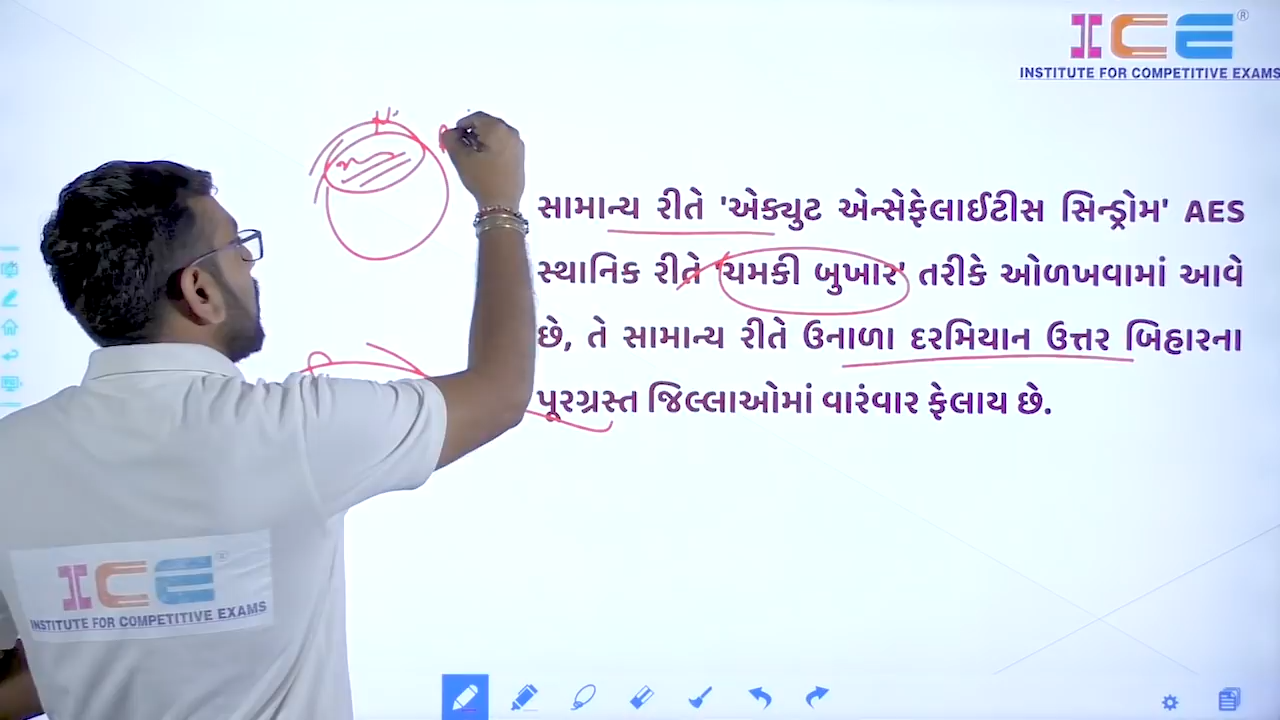 ICE®
INSTITUTE FOR COMPETITIVE EXAMS
સામાન્ય રીતે 'એક્યુટ એન્સેફેલાઈટીસ સિન્ડ્રોમ' AES
સ્થાનિક રીતે 'ચમકી બુખાર' તરીકે ઓળખવામાં આવે
છે, તે સામાન્ય રીતે ઉનાળા દરમિયાન ઉત્તર બિહારના
પૂરગ્રસ્ત જિલ્લાઓમાં વારંવાર ફેલાય છે.
ICE®
INSTITUTE FOR COMPETITIVE EXAMS